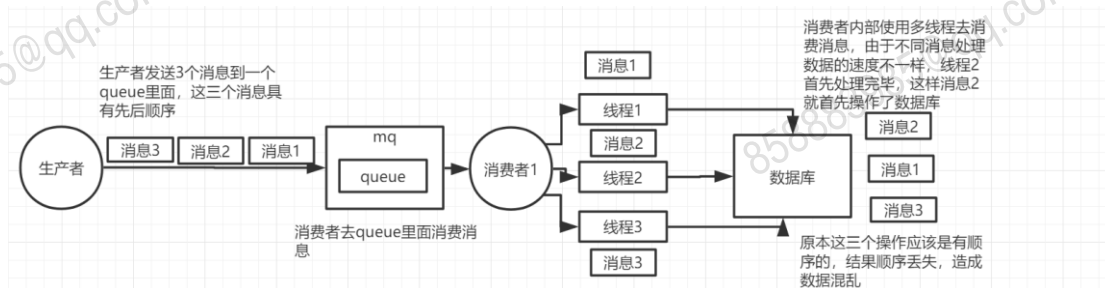 生产者发送3个消息到一个
queue里面，这三个消息具
有先后顺序
生产者
消息3
消息2
消息1
mq
queue
消费者去queue里面消费消
息
消费者1
消息1
线程1
消息2
线程2
线程3
消息3
消费者内部使用多线程去消
费消息，由于不同消息处理
数据的速度不一样，线程2
首先处理完毕，这样消息2
就首先操作了数据库
数据库
消息2
消息1
消息3
原本这三个操作应该是有顺
序的，结果顺序丢失，造成
数据混乱
5@qq.com